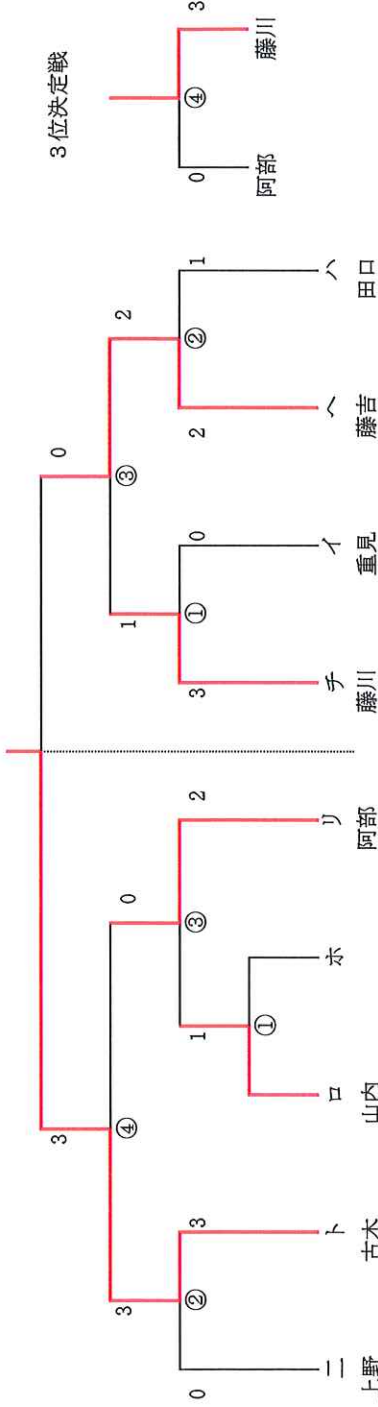 3位決定戦
0 ④ 3
阿部 藤川
3 0
3 ④ 0
1 ③ 2
0 ② 3
1 ③ 2
①
3 ① 0
2 ② 1
ニ ト ロ ホ リ チ イ ヘ ハ
上野 古木 山内 阿部 藤川 重見 藤吉 田口